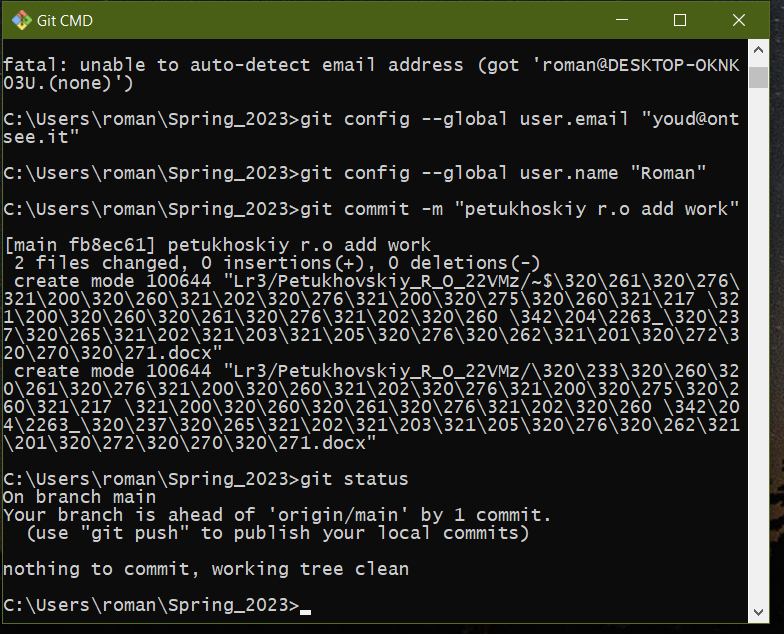 Git CMD
fatal: unable to auto-detect email address (got 'roman@DESKTOP-OKNK
O3U.(none)')
C:\Users\roman\Spring_2023>git config --global user.email "youd@ont
see.it"
C:\Users\roman\Spring_2023>git config --global user.name "Roman"
C:\Users\roman\Spring_2023>git commit -m "petukhoskiy r.o add work"
[main fb8ec61] petukhoskiy r.o add work
 2 files changed, 0 insertions(+), 0 deletions(-)
 create mode 100644 "Lr3/Petukhovskiy_R_O_22VMz/~$\320\261\320\276\
321\200\320\260\321\202\320\276\321\200\320\275\320\260\321\217 \32
1\200\320\260\320\261\320\276\321\202\320\260 \342\204\2263_\320\23
7\320\265\321\202\321\203\321\205\320\276\320\262\321\201\320\272\3
20\270\320\271.docx"
 create mode 100644 "Lr3/Petukhovskiy_R_O_22VMz/\320\233\320\260\32
0\261\320\276\321\200\320\260\321\202\320\276\321\200\320\275\320\2
60\321\217 \321\200\320\260\320\261\320\276\321\202\320\260 \342\20
4\2263_\320\237\320\265\321\202\321\203\321\205\320\276\320\262\321
\201\320\272\320\270\320\271.docx"
C:\Users\roman\Spring_2023>git status
On branch main
Your branch is ahead of 'origin/main' by 1 commit.
  (use "git push" to publish your local commits)
nothing to commit, working tree clean
C:\Users\roman\Spring_2023>